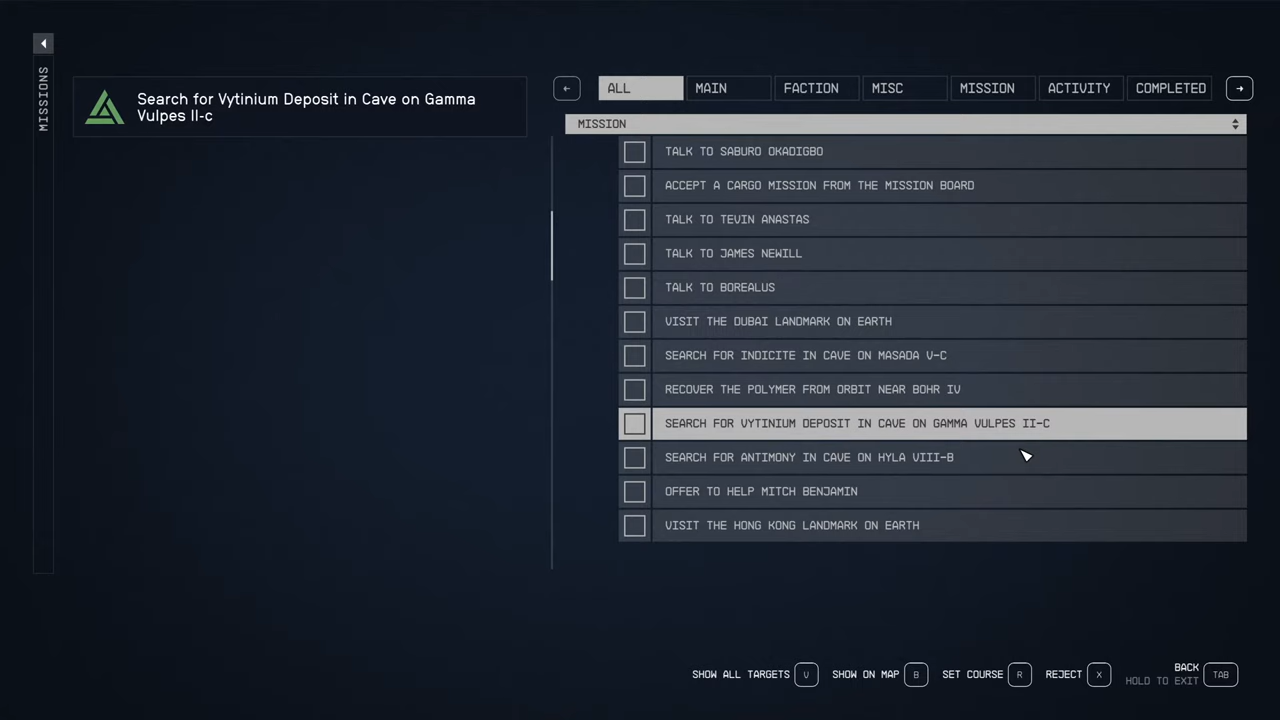 MISSIONS
Search for Vytinium Deposit in Cave on Gamma
Vulpes II-c
ALL
MAIN
FACTION
MISC
MISSION
ACTIVITY
COMPLETED
MISSION
TALK TO SABURO OKADIGBO
ACCEPT A CARGO MISSION FROM THE MISSION BOARD
TALK TO TEVIN ANASTAS
TALK TO JAMES NEWILL
TALK TO BOREALUS
VISIT THE DUBAI LANDMARK ON EARTH
SEARCH FOR INDICITE IN CAVE ON MASADA V-C
RECOVER THE POLYMER FROM ORBIT NEAR BOHR IV
SEARCH FOR VYTINIUM DEPOSIT IN CAVE ON GAMMA VULPES II-C
SEARCH FOR ANTIMONY IN CAVE ON HYLA VIII-B
OFFER TO HELP MITCH BENJAMIN
VISIT THE HONG KONG LANDMARK ON EARTH
SHOW ALL TARGETS V
SHOW ON MAP B
SET COURSE R
REJECT X
BACK
HOLD TO EXIT TAB